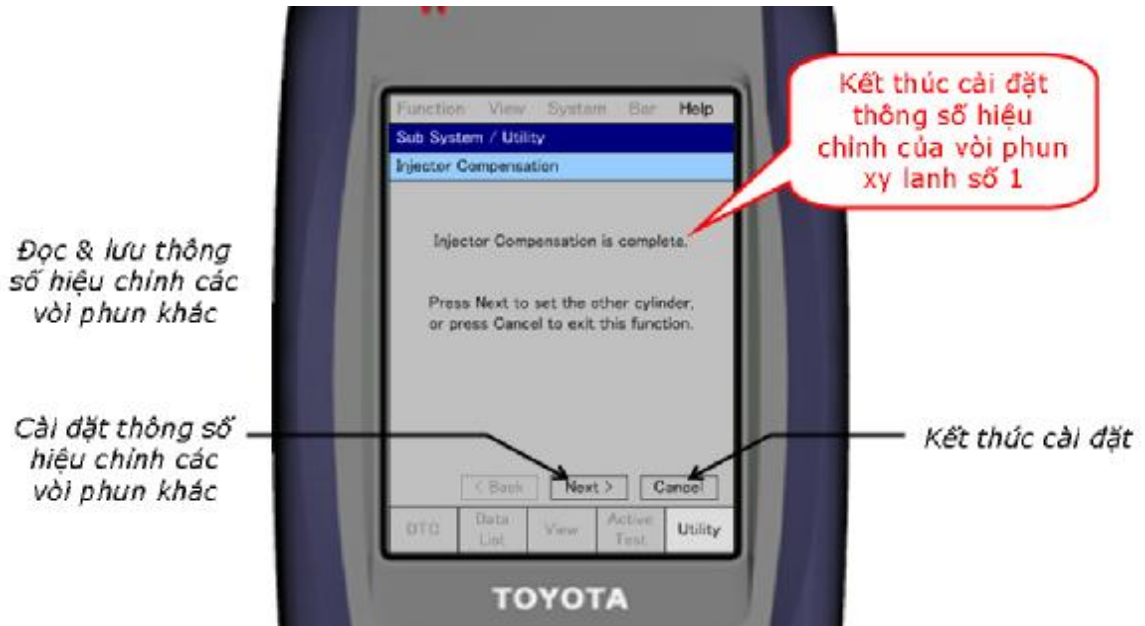 Function View System Bar Help
Sub System / Utility
Injector Compensation
Injector Compensation is complete.
Press Next to set the other cylinder,
or press Cancel to exit this function.
< Back Next > Cancel
DTC Data List View Active Test Utility
TOYOTA
Kết thúc cài đặt
thông số hiệu
chỉnh của vòi phun
xy lanh số 1
Đọc & lưu thông
số hiệu chỉnh các
vòi phun khác
Cài đặt thông số
hiệu chỉnh các
vòi phun khác
Kết thúc cài đặt